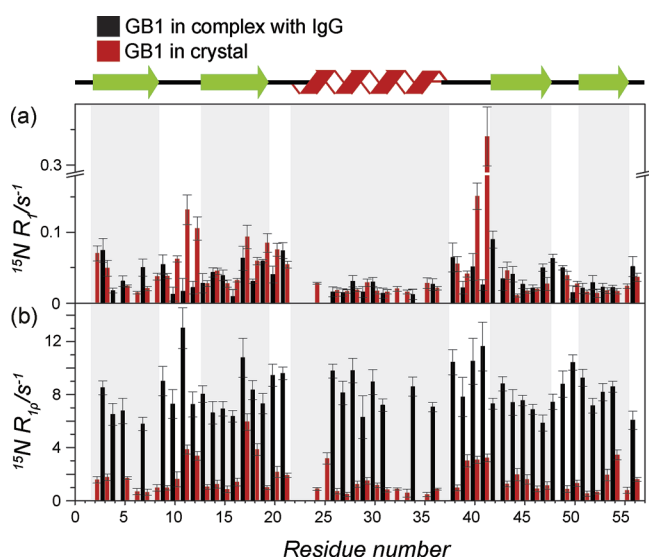 GB1 in complex with IgG
GB1 in crystal
(a)
0.3
0.1
0
¹⁵N R₁/s⁻¹
(b)
12
8
4
0
¹⁵N R₁ρ/s⁻¹
0 5 10 15 20 25 30 35 40 45 50 55
Residue number